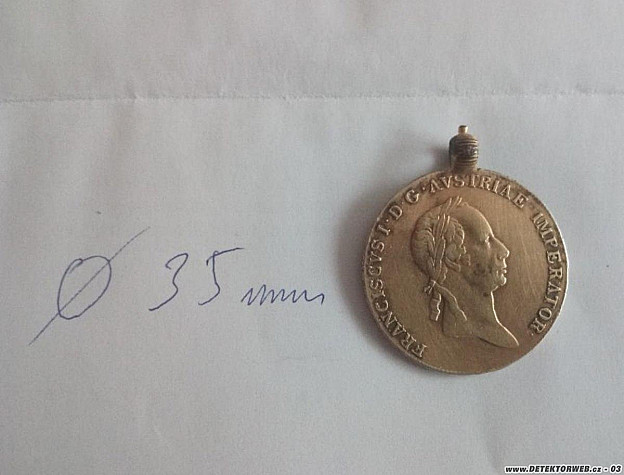 FRANCISCVS I·D·G·AVSTRIAE IMPERATOR·
Ø 35 mm
www.DETEKTORWEB.cz - 03